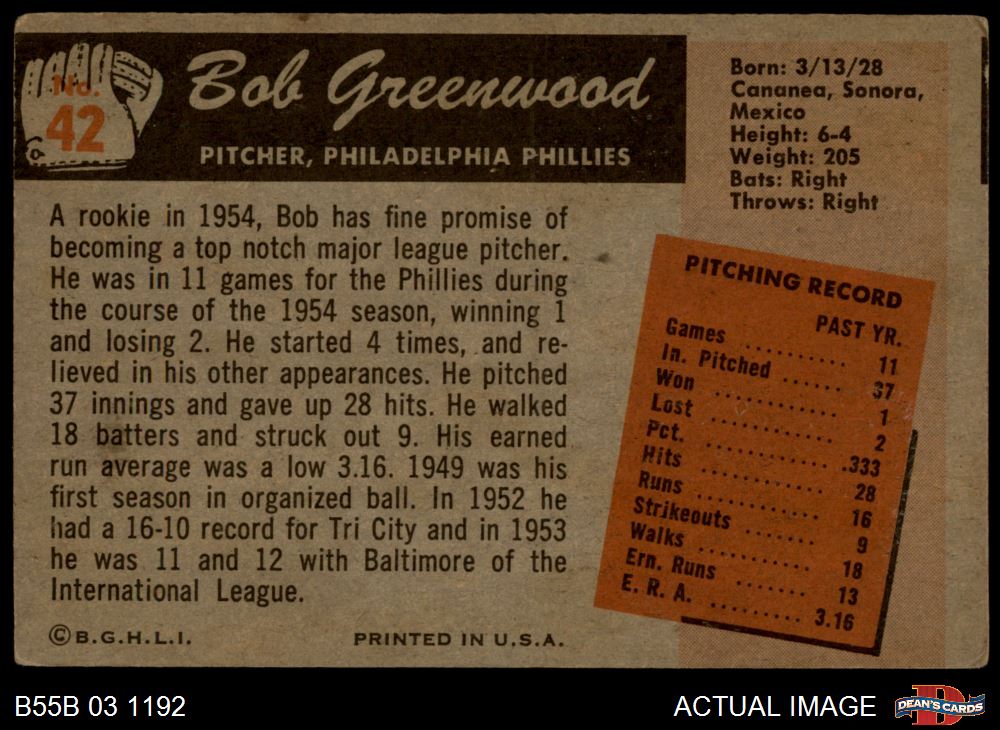 No.
42
Bob Greenwood
PITCHER, PHILADELPHIA PHILLIES
Born: 3/13/28
Cananea, Sonora,
Mexico
Height: 6-4
Weight: 205
Bats: Right
Throws: Right
A rookie in 1954, Bob has fine promise of
becoming a top notch major league pitcher.
He was in 11 games for the Phillies during
the course of the 1954 season, winning 1
and losing 2. He started 4 times, and re-
lieved in his other appearances. He pitched
37 innings and gave up 28 hits. He walked
18 batters and struck out 9. His earned
run average was a low 3.16. 1949 was his
first season in organized ball. In 1952 he
had a 16-10 record for Tri City and in 1953
he was 11 and 12 with Baltimore of the
International League.
©B.G.H.L.I. PRINTED IN U.S.A.
PITCHING RECORD
PAST YR.
Games .......... 11
In. Pitched ...... 37
Won ............ 1
Lost ............ 2
Pct. ............ .333
Hits ............ 28
Runs ............ 16
Strikeouts ....... 9
Walks .......... 18
Ern. Runs ....... 13
E. R. A. ......... 3.16
B55B 03 1192
ACTUAL IMAGE
DEAN'S CARDS